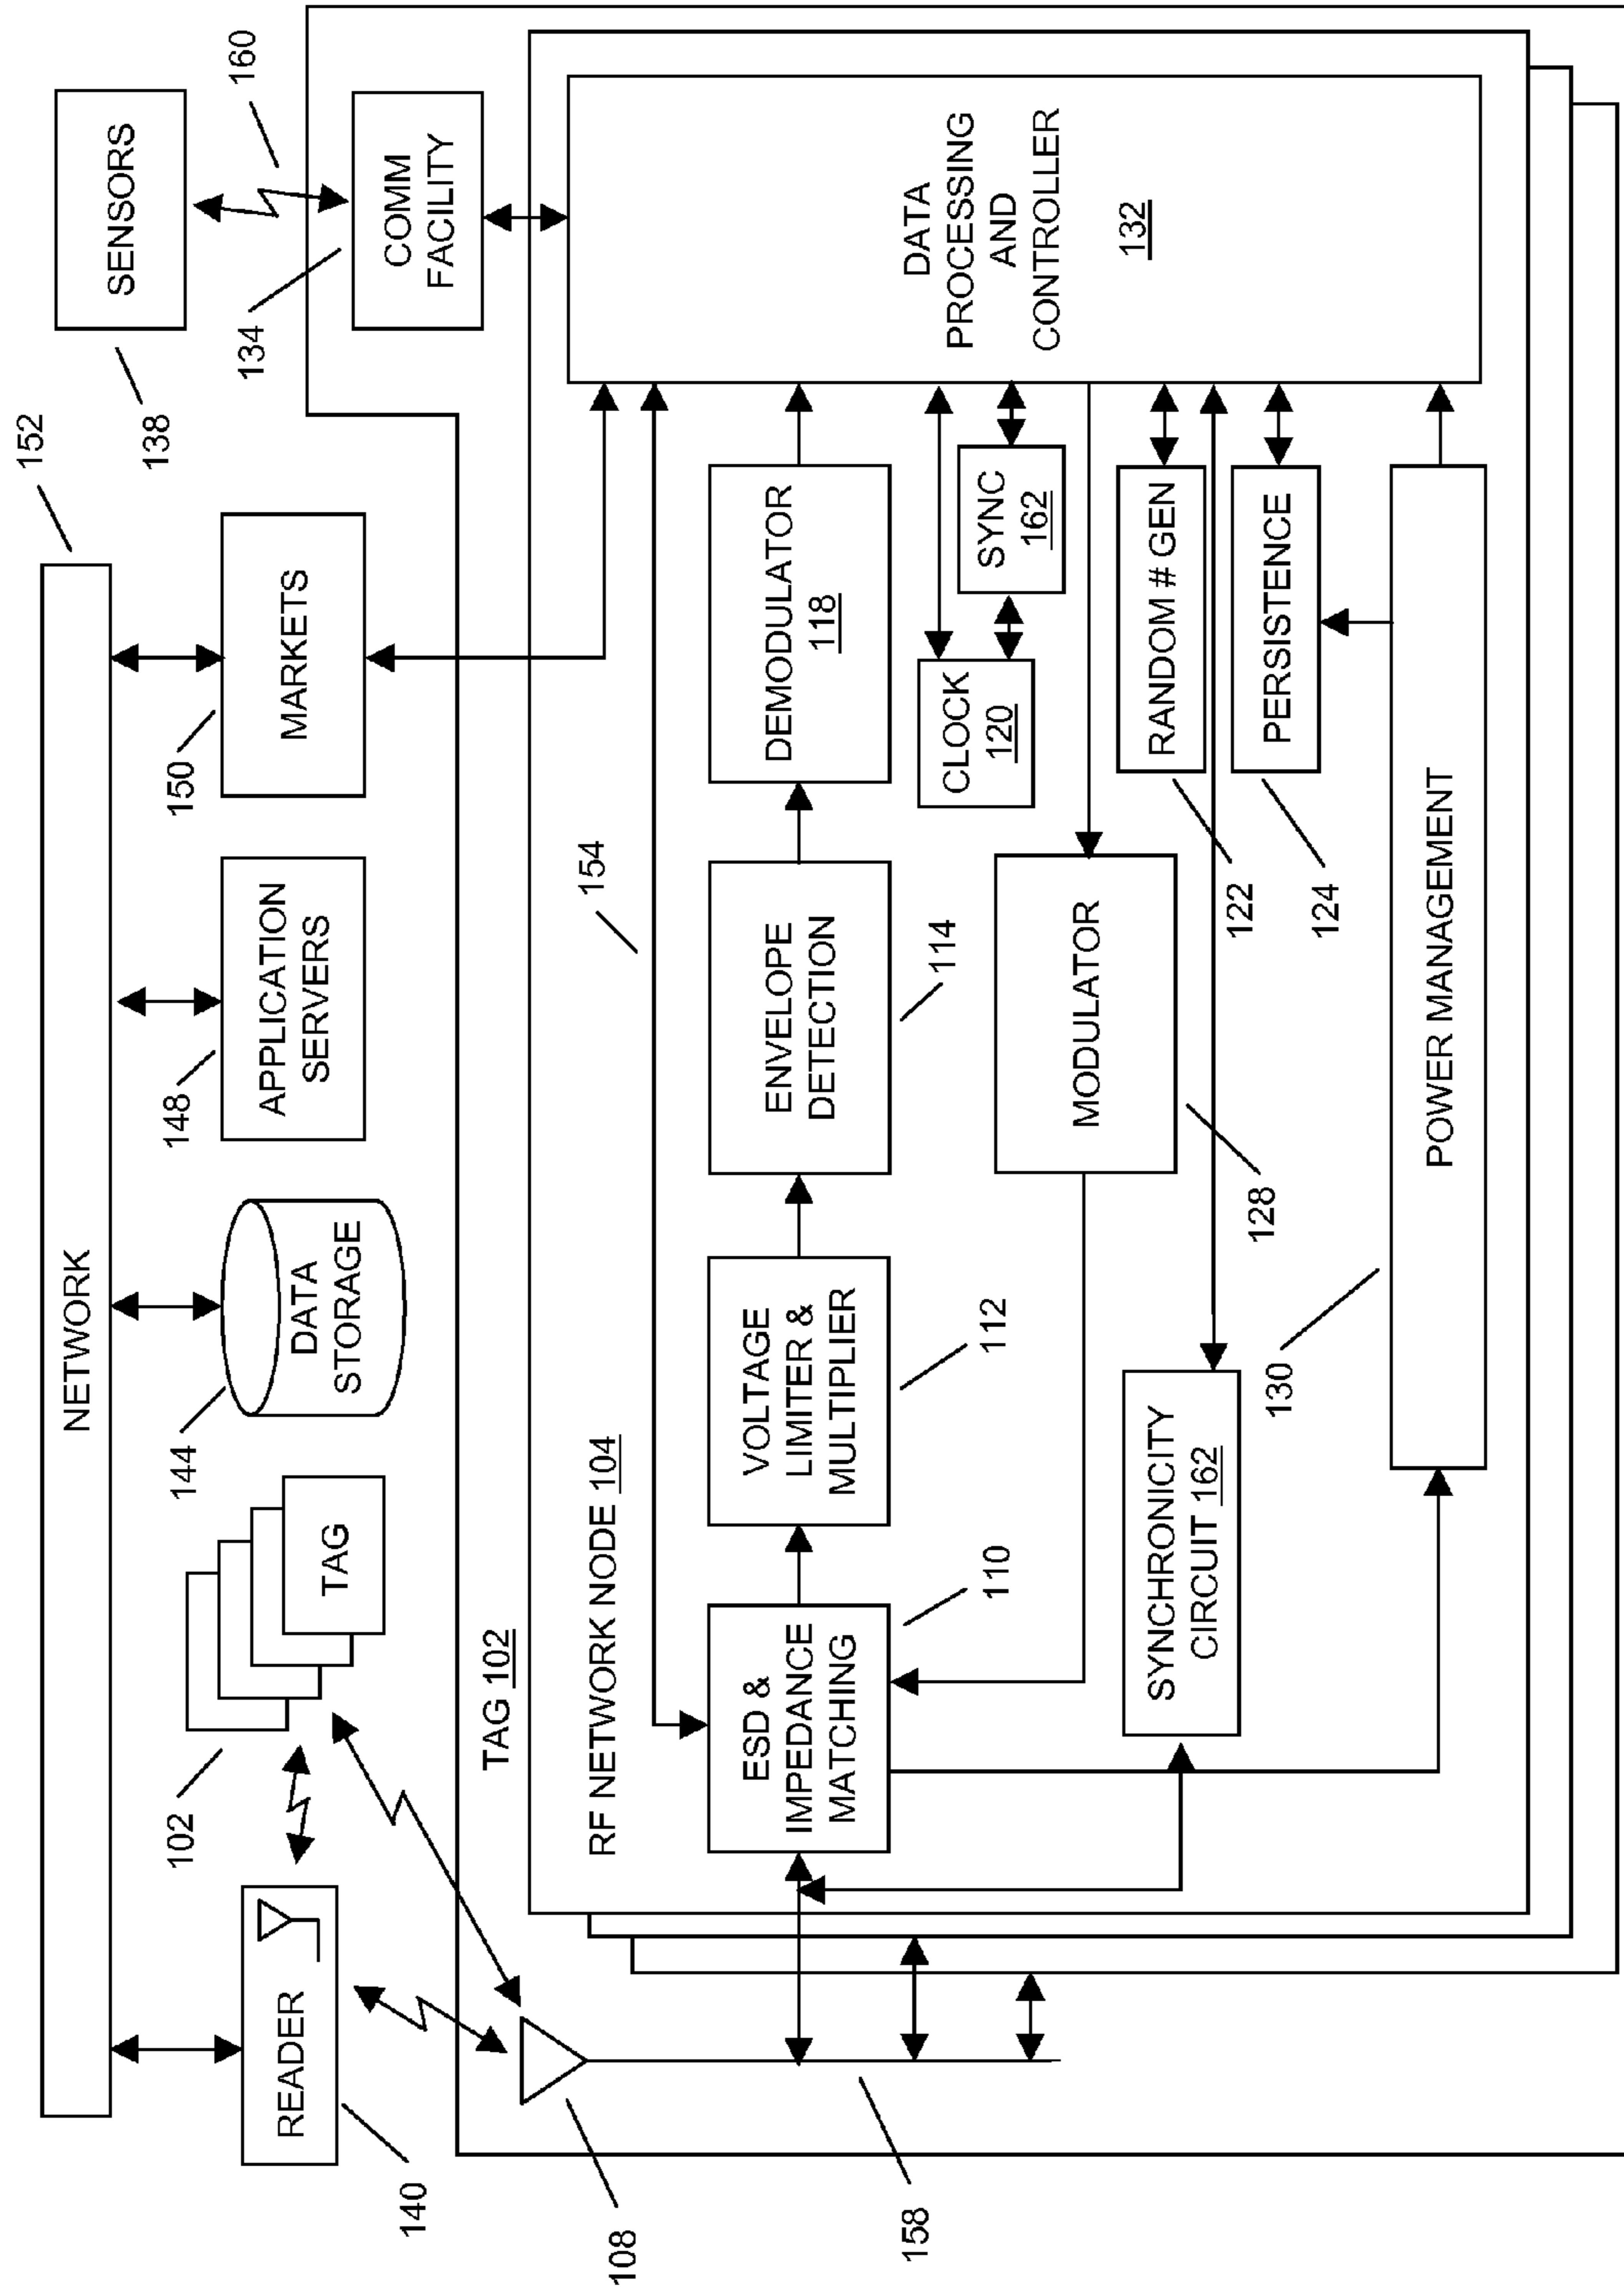 152
NETWORK
140
READER
102
TAG
144
DATA
STORAGE
148
APPLICATION
SERVERS
150
MARKETS
138
SENSORS
160
134
COMM
FACILITY
108
158
TAG 102
RF NETWORK NODE 104
154
ESD &
IMPEDANCE
MATCHING
110
VOLTAGE
LIMITER &
MULTIPLIER
112
ENVELOPE
DETECTION
114
DEMODULATOR
118
CLOCK
120
SYNC
162
MODULATOR
128
RANDOM # GEN
122
PERSISTENCE
124
SYNCHRONICITY
CIRCUIT 162
130
POWER MANAGEMENT
DATA
PROCESSING
AND
CONTROLLER
132